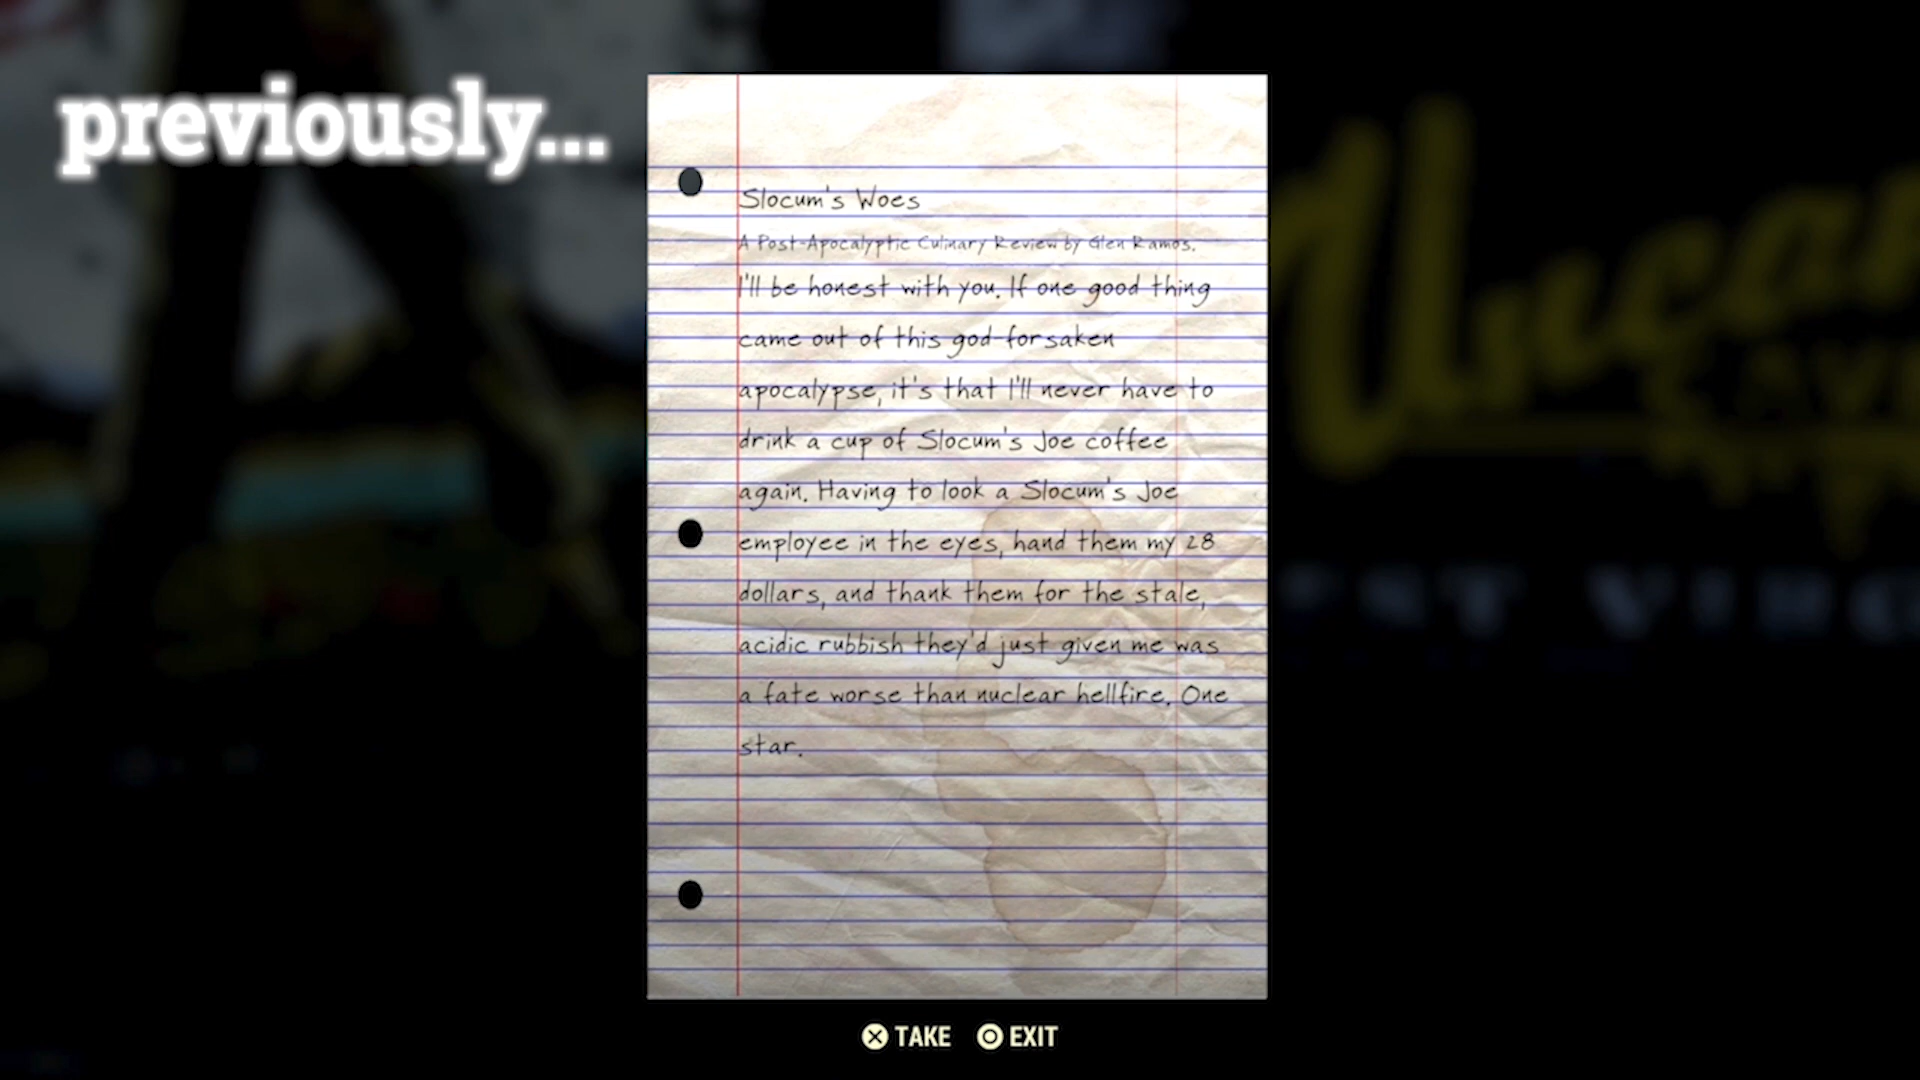 previously...
Slocum's Woes
A Post-Apocalyptic Culinary Review by Glen Ramos.
I'll be honest with you. If one good thing
came out of this god-forsaken
apocalypse, it's that I'll never have to
drink a cup of Slocum's Joe coffee
again. Having to look a Slocum's Joe
employee in the eyes, hand them my 28
dollars, and thank them for the stale,
acidic rubbish they'd just given me was
a fate worse than nuclear hellfire. One
star.
TAKE EXIT